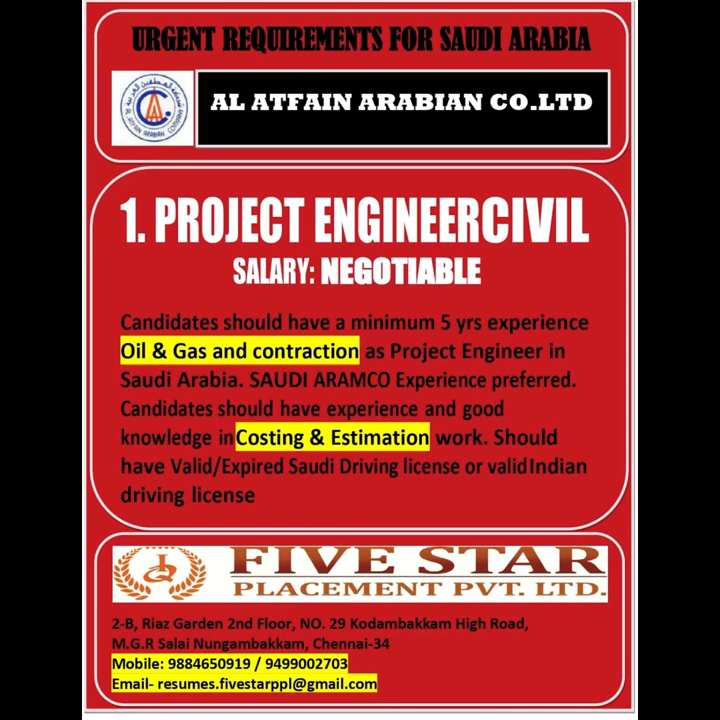 URGENT REQUIREMENTS FOR SAUDI ARABIA
AL ATFAIN ARABIAN CO.LTD
1. PROJECT ENGINEERCIVIL
SALARY: NEGOTIABLE
Candidates should have a minimum 5 yrs experience
Oil & Gas and contraction as Project Engineer in
Saudi Arabia. SAUDI ARAMCO Experience preferred.
Candidates should have experience and good
knowledge in Costing & Estimation work. Should
have Valid/Expired Saudi Driving license or valid Indian
driving license
FIVE STAR
PLACEMENT PVT. LTD.
2-B, Riaz Garden 2nd Floor, NO. 29 Kodambakkam High Road,
M.G.R Salai Nungambakkam, Chennai-34
Mobile: 9884650919 / 9499002703
Email- resumes.fivestarppl@gmail.com